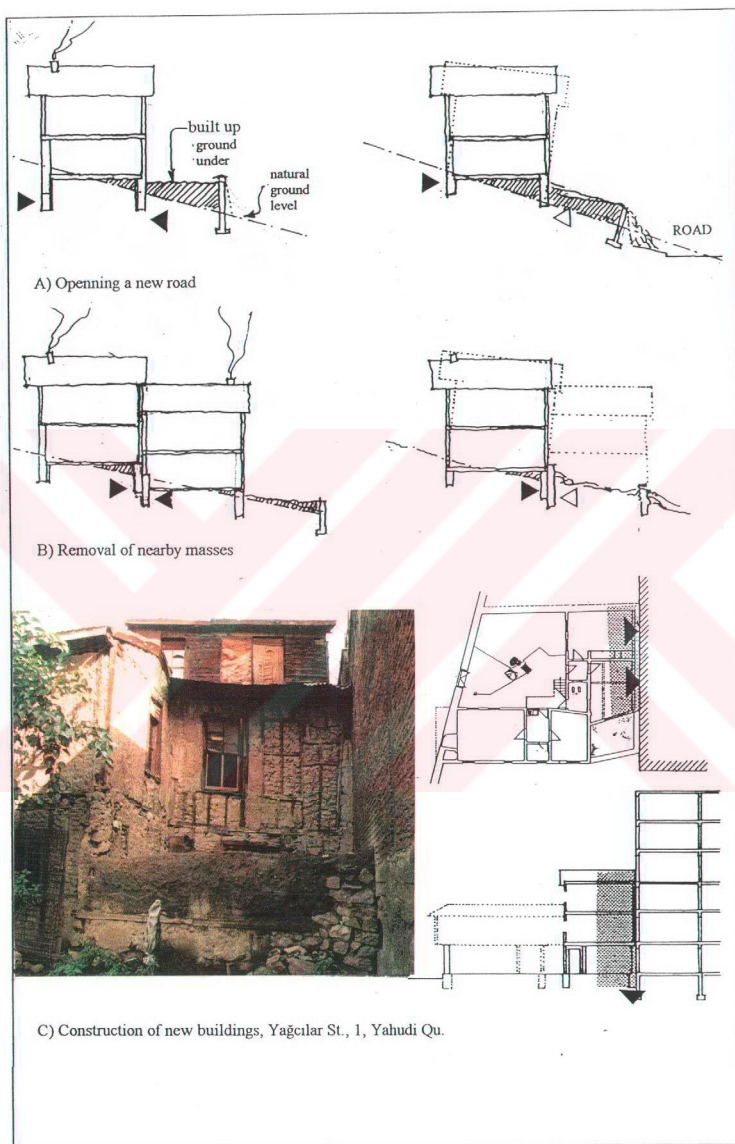 built up
ground
under
natural
ground
level
ROAD
A) Openning a new road
B) Removal of nearby masses
C) Construction of new buildings, Yağcılar St., 1, Yahudi Qu.